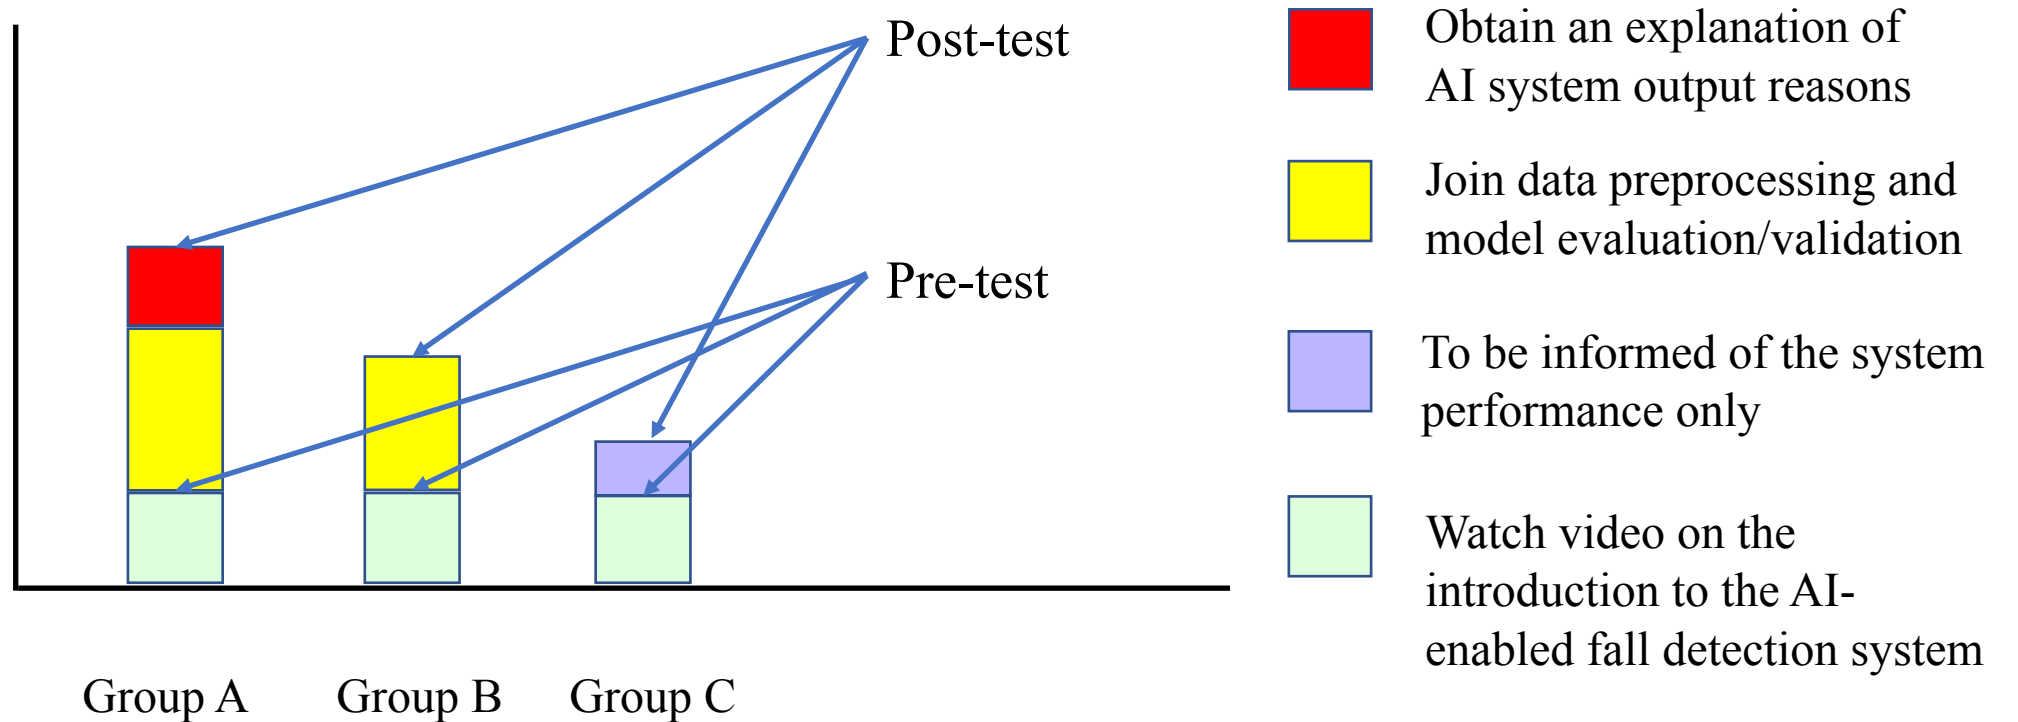 Post-test
Pre-test
Group A
Group B
Group C
Obtain an explanation of
AI system output reasons
Join data preprocessing and
model evaluation/validation
To be informed of the system
performance only
Watch video on the
introduction to the AI-
enabled fall detection system